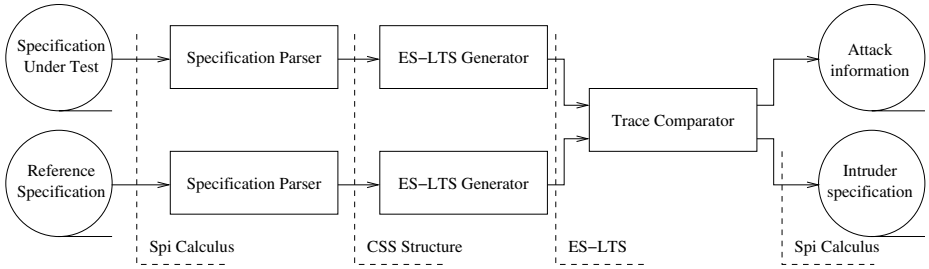 Specification
Under Test
Specification Parser
ES−LTS Generator
Attack
information
Trace Comparator
Reference
Specification
Specification Parser
ES−LTS Generator
Intruder
specification
Spi Calculus
CSS Structure
ES−LTS
Spi Calculus